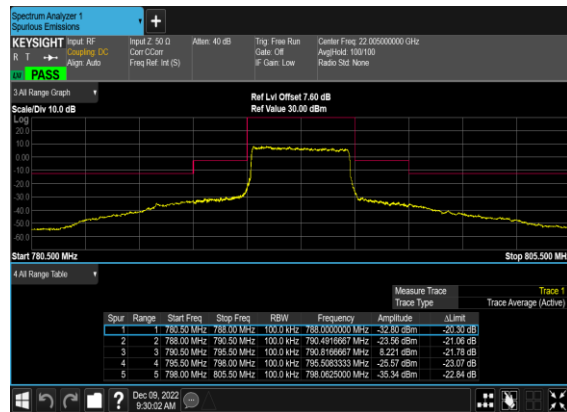 Spectrum Analyzer 1
Spurious Emissions
+
KEYSIGHT Input: RF Input Z: 50 Ω Atten: 40 dB Trig: Free Run Center Freq: 22.005000000 GHz
R T Coupling: DC Corr CCorr Gate: Off Avg|Hold: 100/100
Align: Auto Freq Ref: Int (S) IF Gain: Low Radio Std: None
LW PASS
3 All Range Graph
Ref Lvl Offset 7.60 dB
Scale/Div 10.0 dB Ref Value 30.00 dBm
Log
20.0
10.0
0.00
-10.0
-20.0
-30.0
-40.0
-50.0
-60.0
Start 780.500 MHz Stop 805.500 MH
4 All Range Table
Measure Trace Trace 1
Trace Type Trace Average (Active)
Spur Range Start Freq Stop Freq RBW Frequency Amplitude ΔLimit
1 1 780.50 MHz 788.00 MHz 100.0 kHz 788.0000000 MHz -32.80 dBm -20.30 dB
2 2 788.00 MHz 790.50 MHz 100.0 kHz 790.4916667 MHz -23.56 dBm -21.06 dB
3 3 790.50 MHz 795.50 MHz 100.0 kHz 790.8166667 MHz 8.221 dBm -21.78 dB
4 4 795.50 MHz 798.00 MHz 100.0 kHz 795.5083333 MHz -25.57 dBm -23.07 dB
5 5 798.00 MHz 805.50 MHz 100.0 kHz 798.0625000 MHz -35.34 dBm -22.84 dB
? Dec 09, 2022
9:30:02 AM